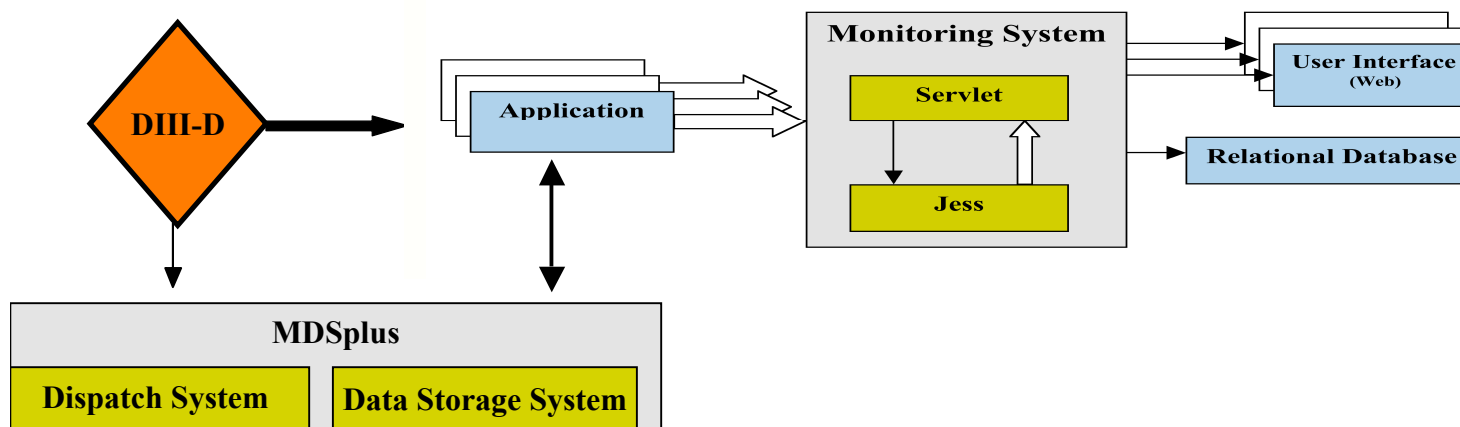 DIII-D
Application
Monitoring System
Servlet
Jess
User Interface
(Web)
Relational Database
MDSplus
Dispatch System
Data Storage System